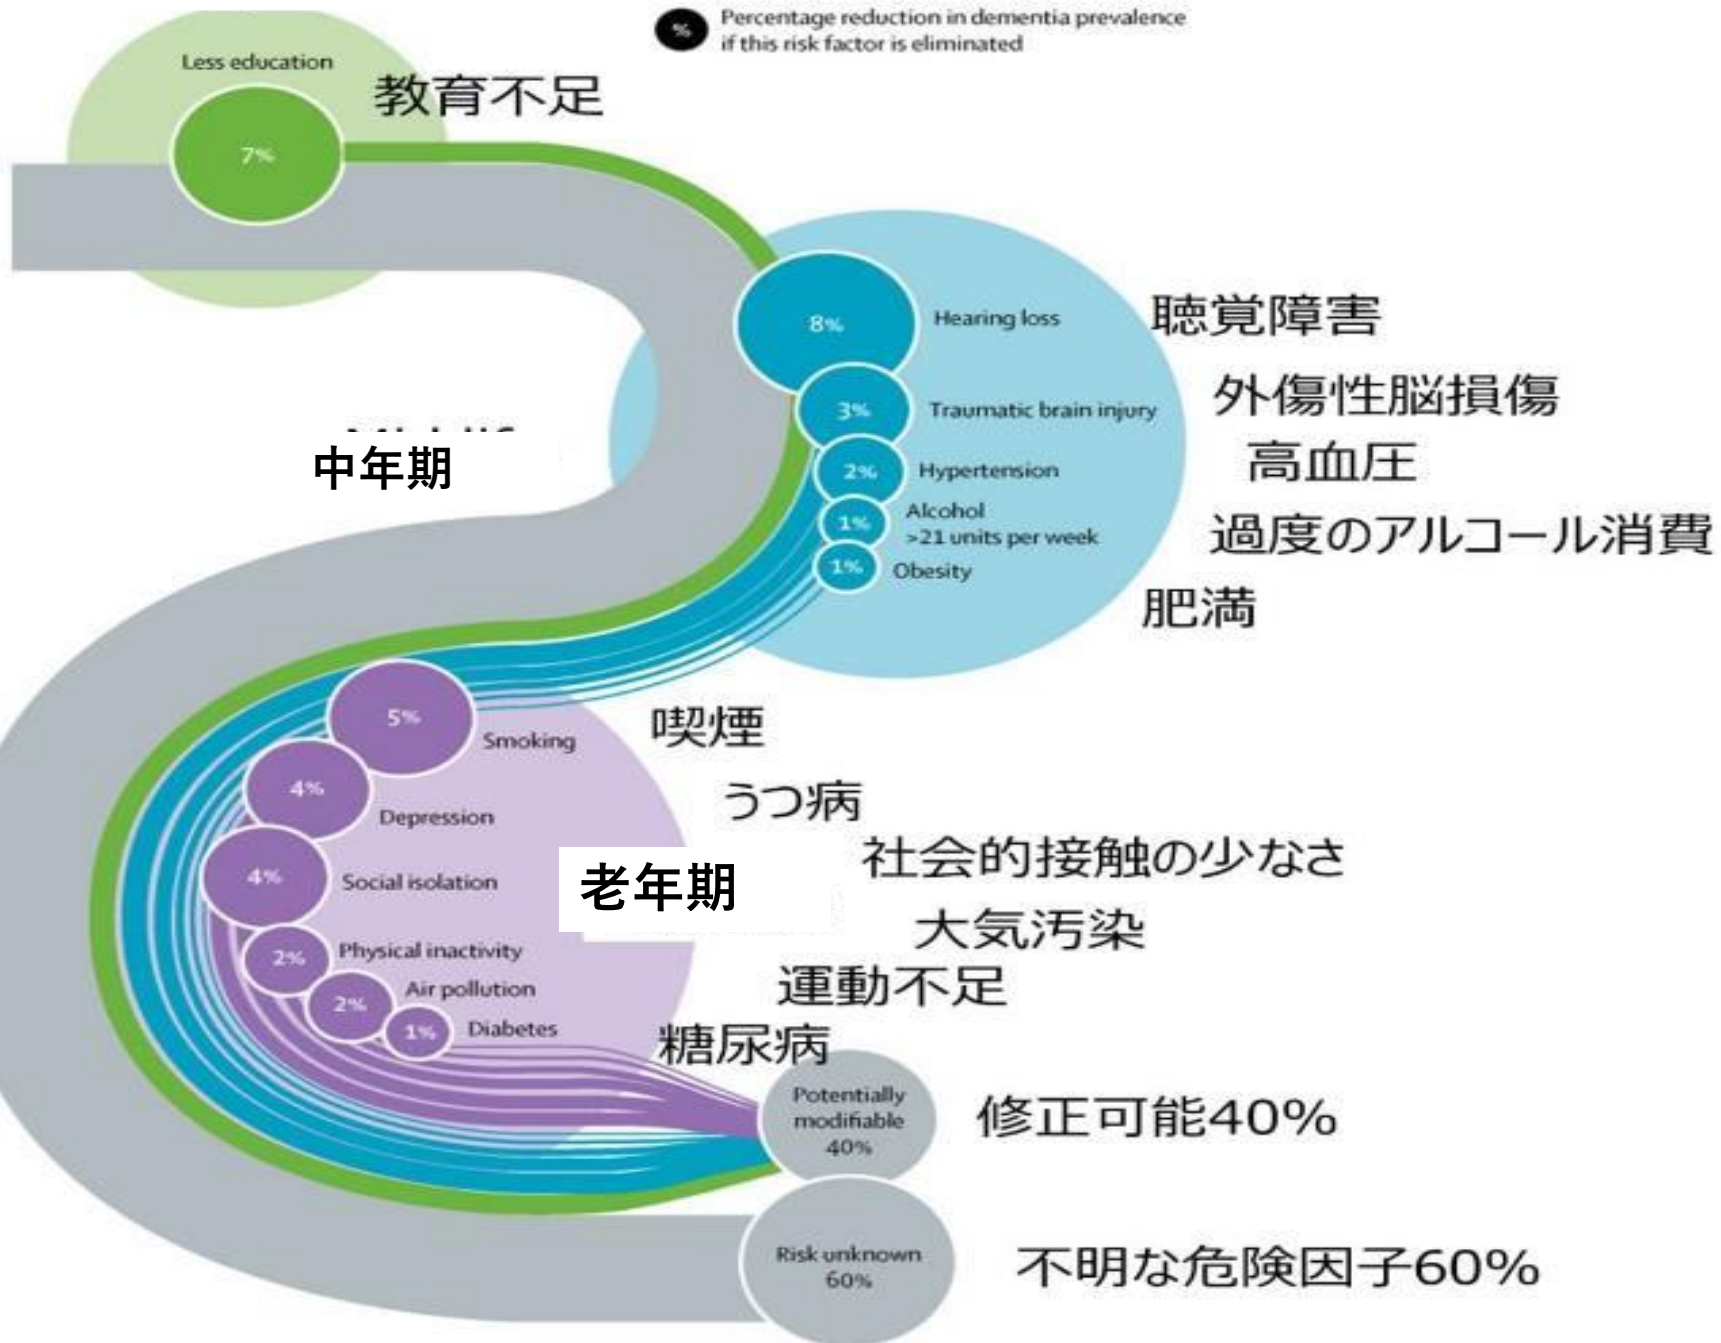 %
Percentage reduction in dementia prevalence
if this risk factor is eliminated
Less education
教育不足
7%
8%
Hearing loss
聴覚障害
3%
Traumatic brain injury
外傷性脳損傷
2%
Hypertension
高血圧
1%
Alcohol
>21 units per week
過度のアルコール消費
1%
Obesity
肥満
中年期
5%
Smoking
喫煙
4%
Depression
うつ病
4%
Social isolation
老年期
社会的接触の少なさ
2%
Physical inactivity
大気汚染
2%
Air pollution
運動不足
1%
Diabetes
糖尿病
Potentially
modifiable
40%
修正可能40%
Risk unknown
60%
不明な危険因子60%